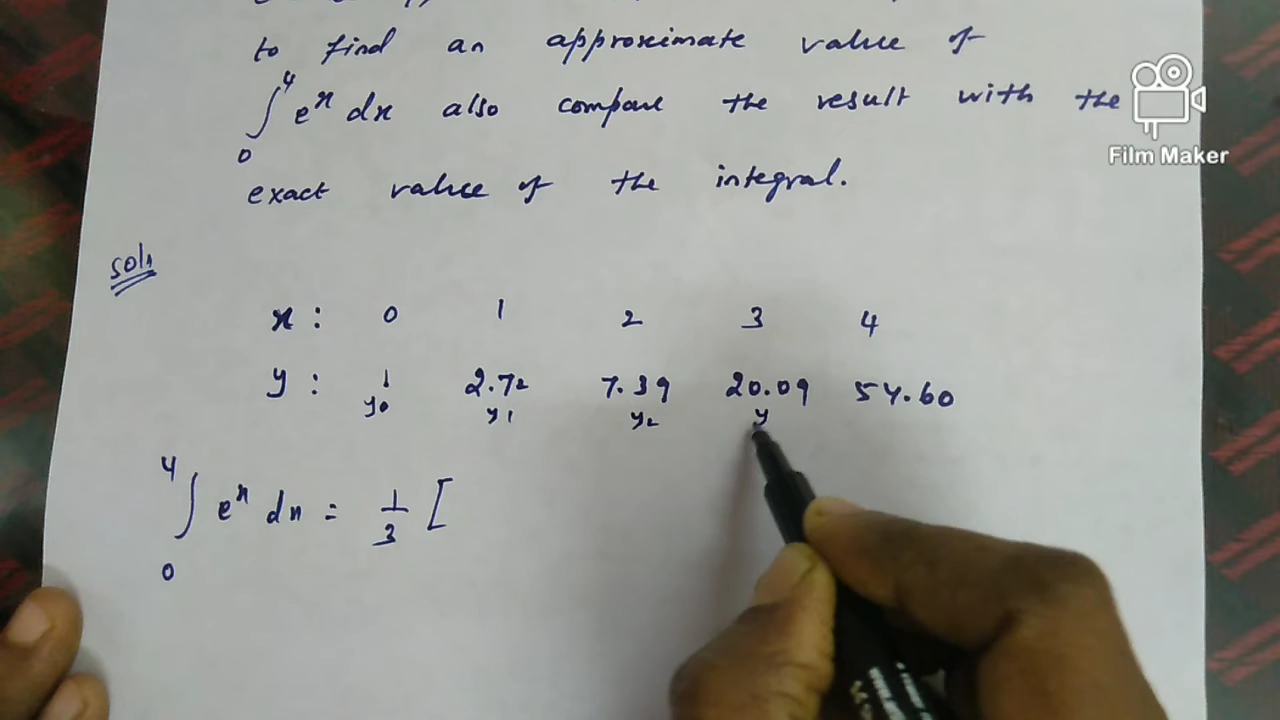 to find an approximate value of
∫₀⁴ eˣ dx also compare the result with the
Film Maker
exact value of the integral.
soln
x : 0 1 2 3 4
y : 1 2.72 7.39 20.09 54.60
y0 y1 y2 y
∫₀⁴ eˣ dx = 1/3 [